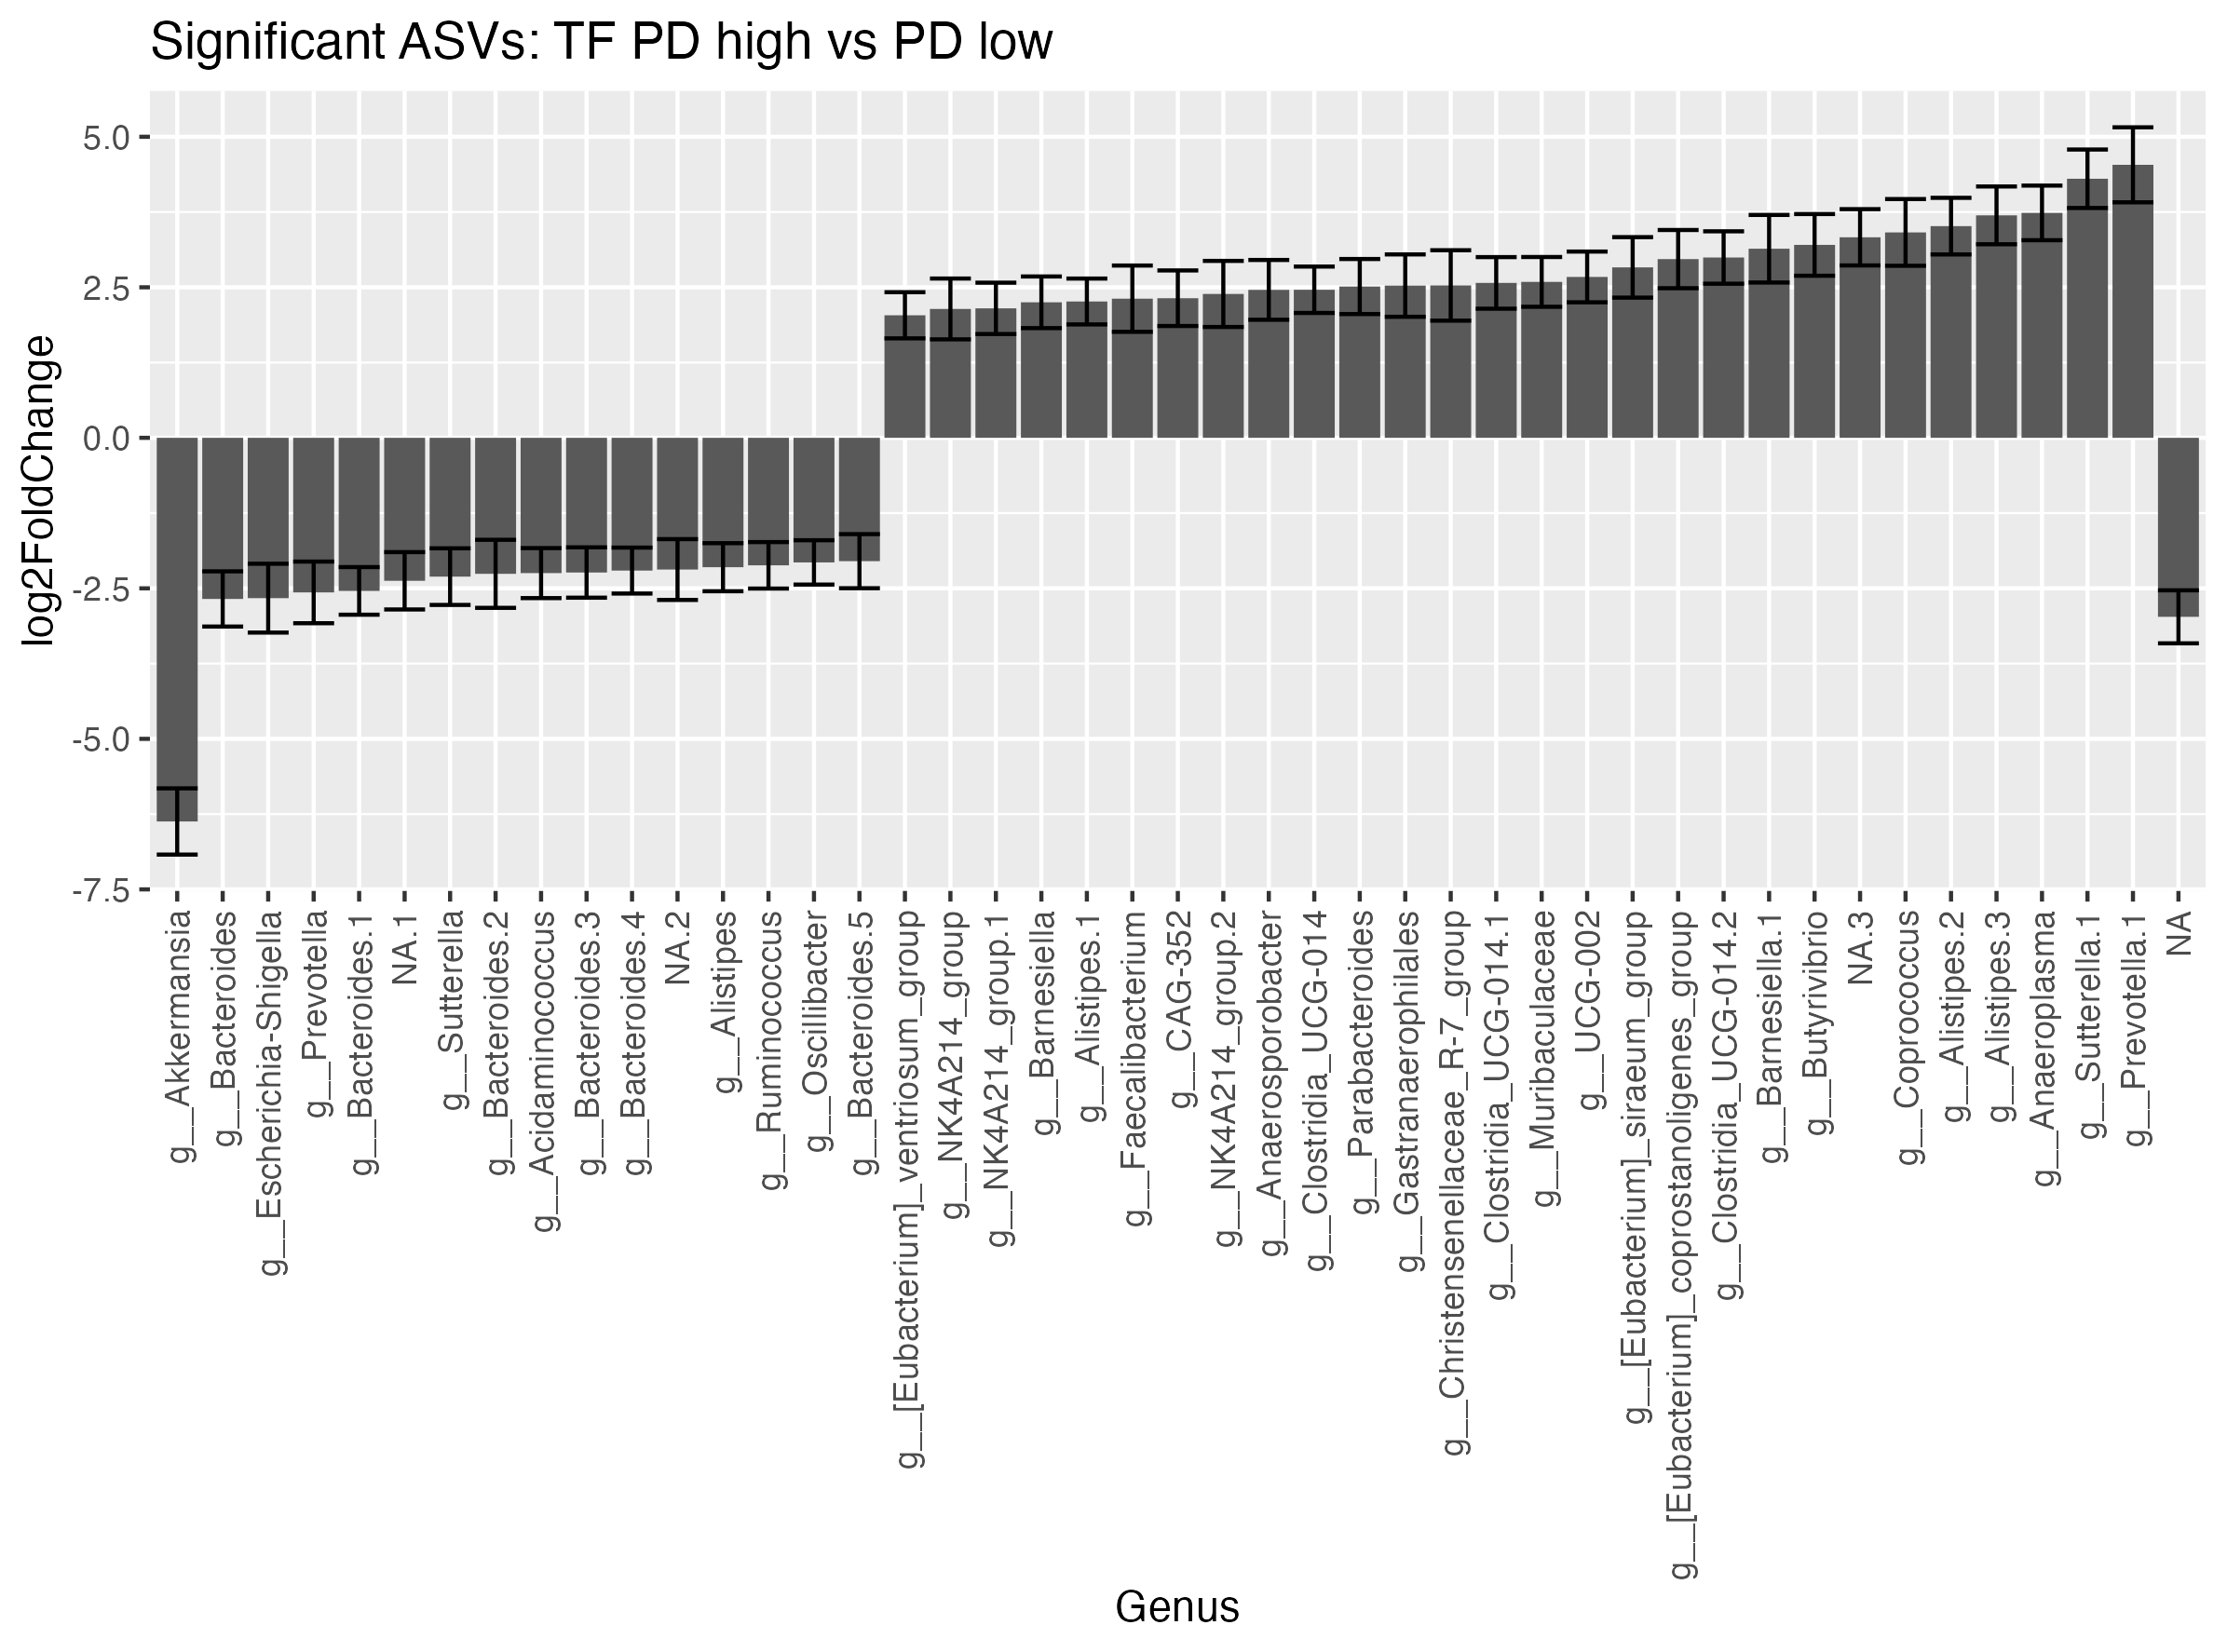 Significant ASVs: TF PD high vs PD low
log2FoldChange
5.0
2.5
0.0
-2.5
-5.0
-7.5
g__Akkermansia
g__Bacteroides
g__Escherichia-Shigella
g__Prevotella
g__Bacteroides.1
NA.1
g__Sutterella
g__Bacteroides.2
g__Acidaminococcus
g__Bacteroides.3
g__Bacteroides.4
NA.2
g__Alistipes
g__Ruminococcus
g__Oscillibacter
g__Bacteroides.5
g__[Eubacterium]_ventriosum_group
g__NK4A214_group
g__NK4A214_group.1
g__Barnesiella
g__Alistipes.1
g__Faecalibacterium
g__CAG-352
g__NK4A214_group.2
g__Anaerosporobacter
g__Clostridia_UCG-014
g__Parabacteroides
g__Gastranaerophilales
g__Christensenellaceae_R-7_group
g__Clostridia_UCG-014.1
g__Muribaculaceae
g__UCG-002
g__[Eubacterium]_siraeum_group
g__[Eubacterium]_coprostanoligenes_group
g__Clostridia_UCG-014.2
g__Barnesiella.1
g__Butyrivibrio
NA.3
g__Coprococcus
g__Alistipes.2
g__Alistipes.3
g__Anaeroplasma
g__Sutterella.1
g__Prevotella.1
NA
Genus